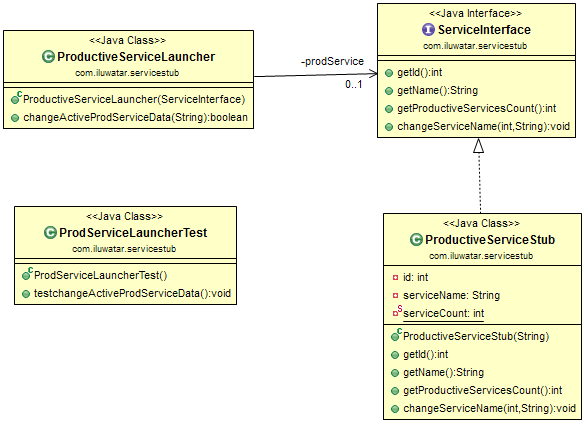 <<Java Class>>
ProductiveServiceLauncher
com.iluwatar.servicestub
ProductiveServiceLauncher(ServiceInterface)
changeActiveProdServiceData(String):boolean
-prodService
0..1
<<Java Interface>>
ServiceInterface
com.iluwatar.servicestub
getId():int
getName():String
getProductiveServicesCount():int
changeServiceName(int,String):void
<<Java Class>>
ProdServiceLauncherTest
com.iluwatar.servicestub
ProdServiceLauncherTest()
testchangeActiveProdServiceData():void
<<Java Class>>
ProductiveServiceStub
com.iluwatar.servicestub
id: int
serviceName: String
serviceCount: int
ProductiveServiceStub(String)
getId():int
getName():String
getProductiveServicesCount():int
changeServiceName(int,String):void